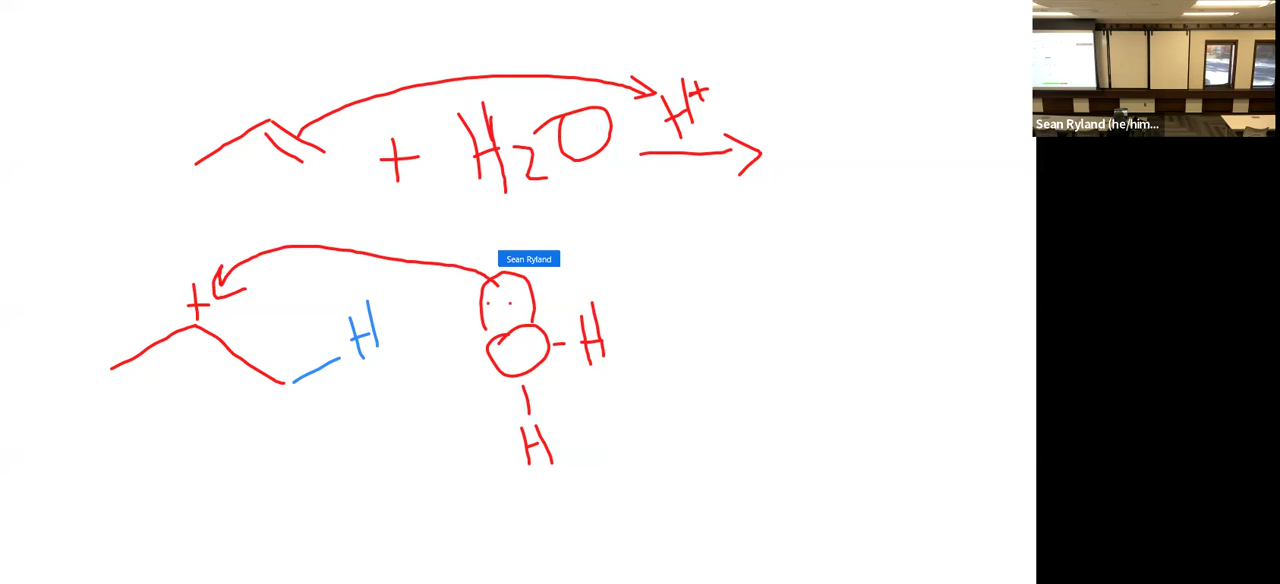 + H2O H+
Sean Ryland (he/him...
Sean Ryland
+ H
O-H
H